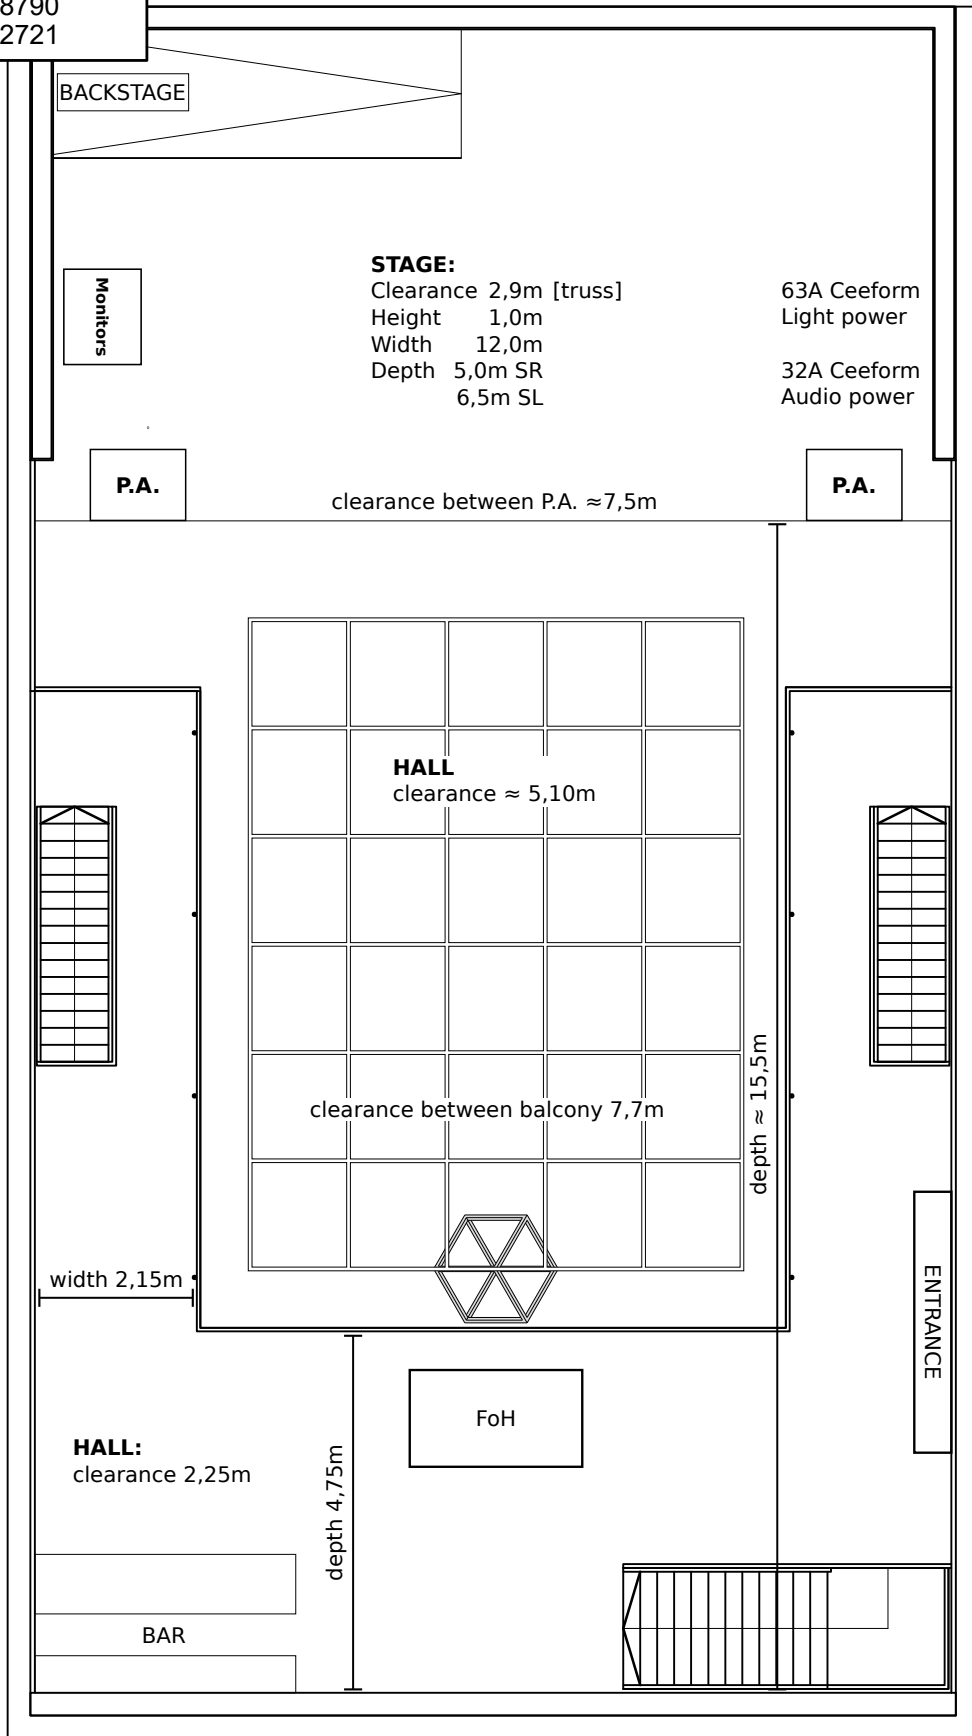 8790
2721
BACKSTAGE
STAGE:
Clearance 2,9m [truss]
Height 1,0m
Width 12,0m
Depth 5,0m SR
6,5m SL
63A Ceeform
Light power
32A Ceeform
Audio power
Monitors
P.A.
P.A.
clearance between P.A. ≈7,5m
HALL
clearance ≈ 5,10m
clearance between balcony 7,7m
depth ≈ 15,5m
width 2,15m
ENTRANCE
FoH
HALL:
clearance 2,25m
depth 4,75m
BAR